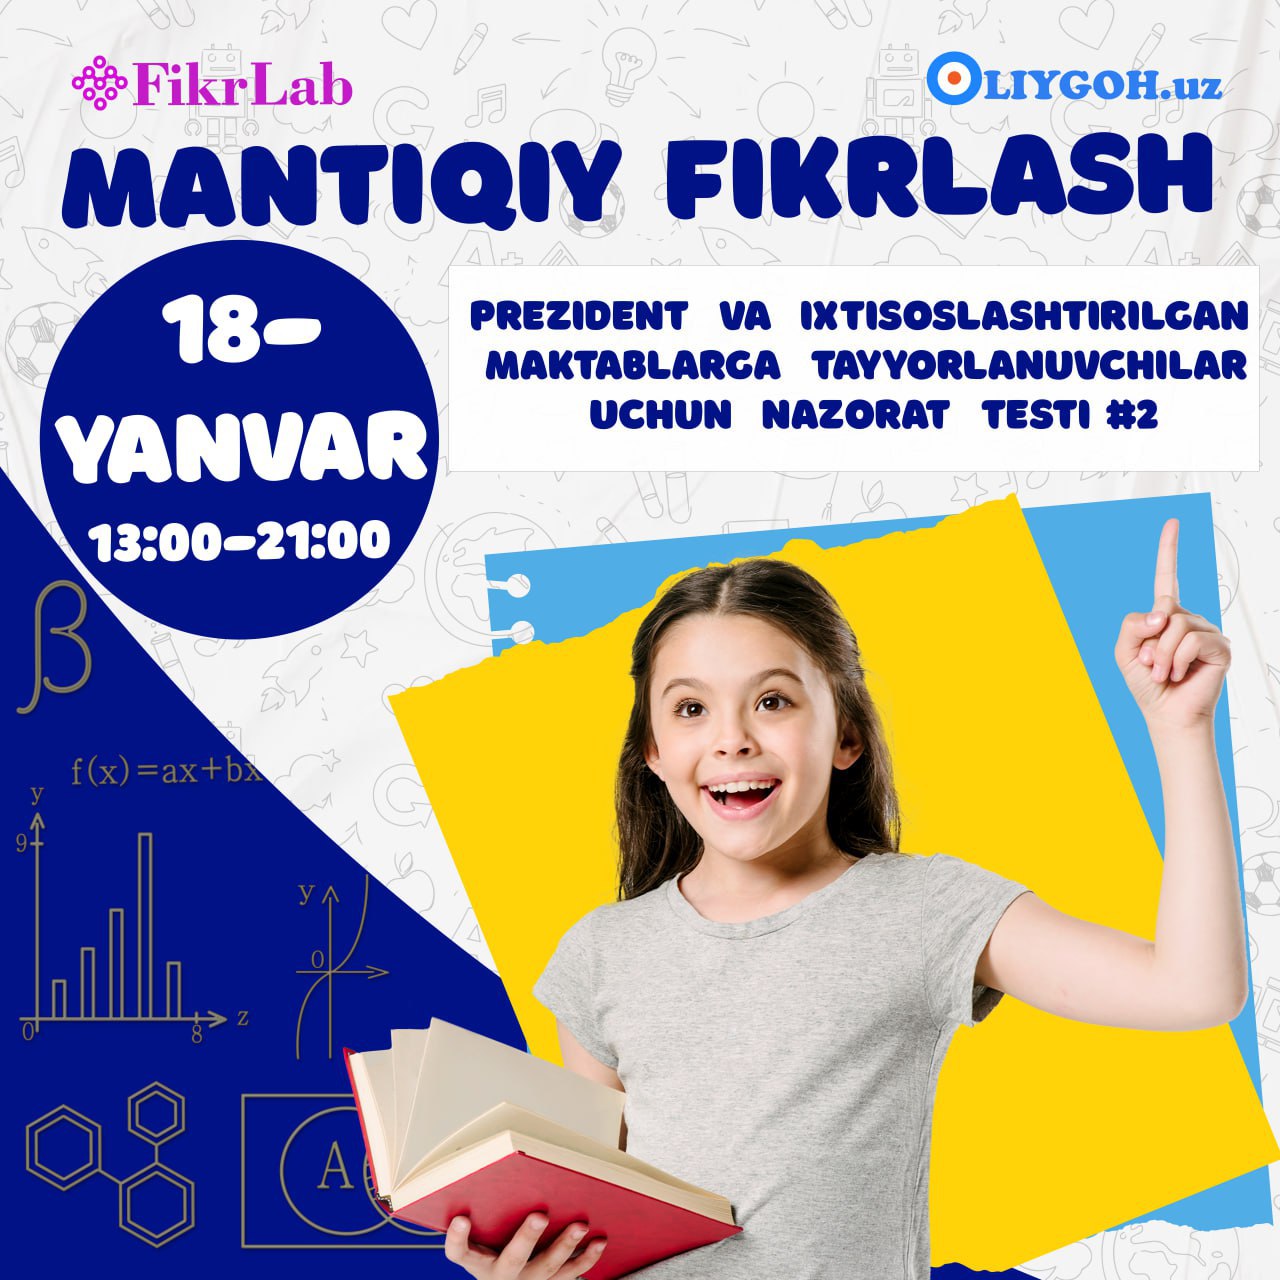 FikrLab
OLIYGOH.uz
MANTIQIY FIKRLASH
18-
YANVAR
13:00-21:00
PREZIDENT VA IXTISOSLASHTIRILGAN
MAKTABLARGA TAYYORLANUVCHILAR
UCHUN NAZORAT TESTI #2
β
f(x)=ax+bx
y
9
0
8
z
y
0
A